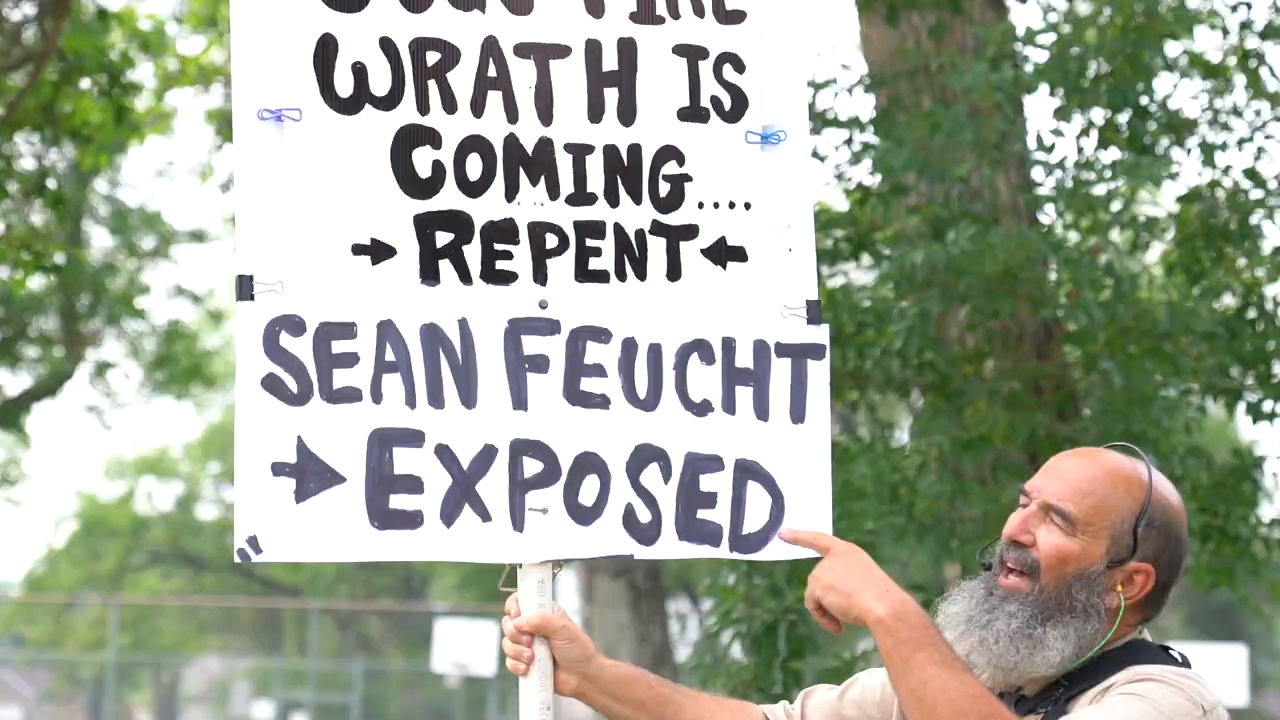 WRATH IS
COMING....
→ REPENT ←
SEAN FEUCHT
→ EXPOSED